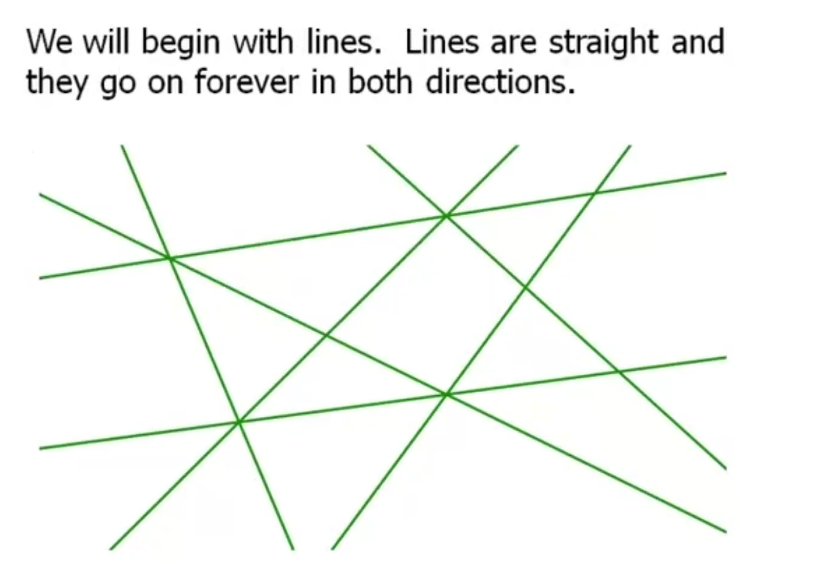 We will begin with lines.  Lines are straight and
they go on forever in both directions.